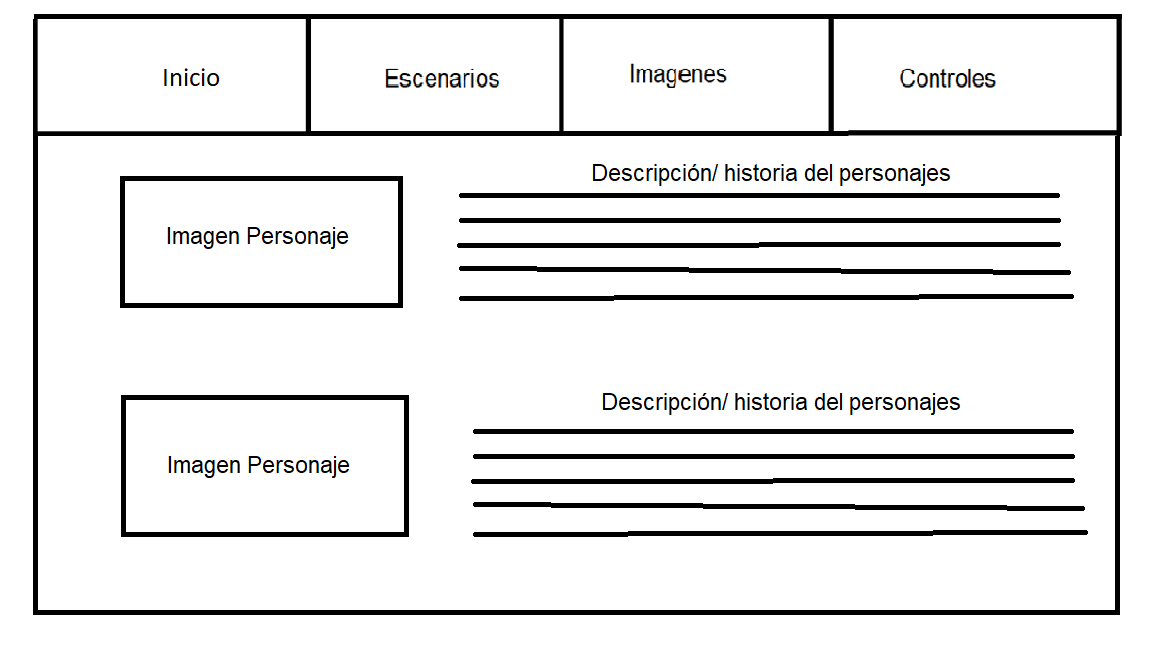 Inicio
Escenarios
Imagenes
Controles
Descripción/ historia del personajes
Imagen Personaje
Descripción/ historia del personajes
Imagen Personaje